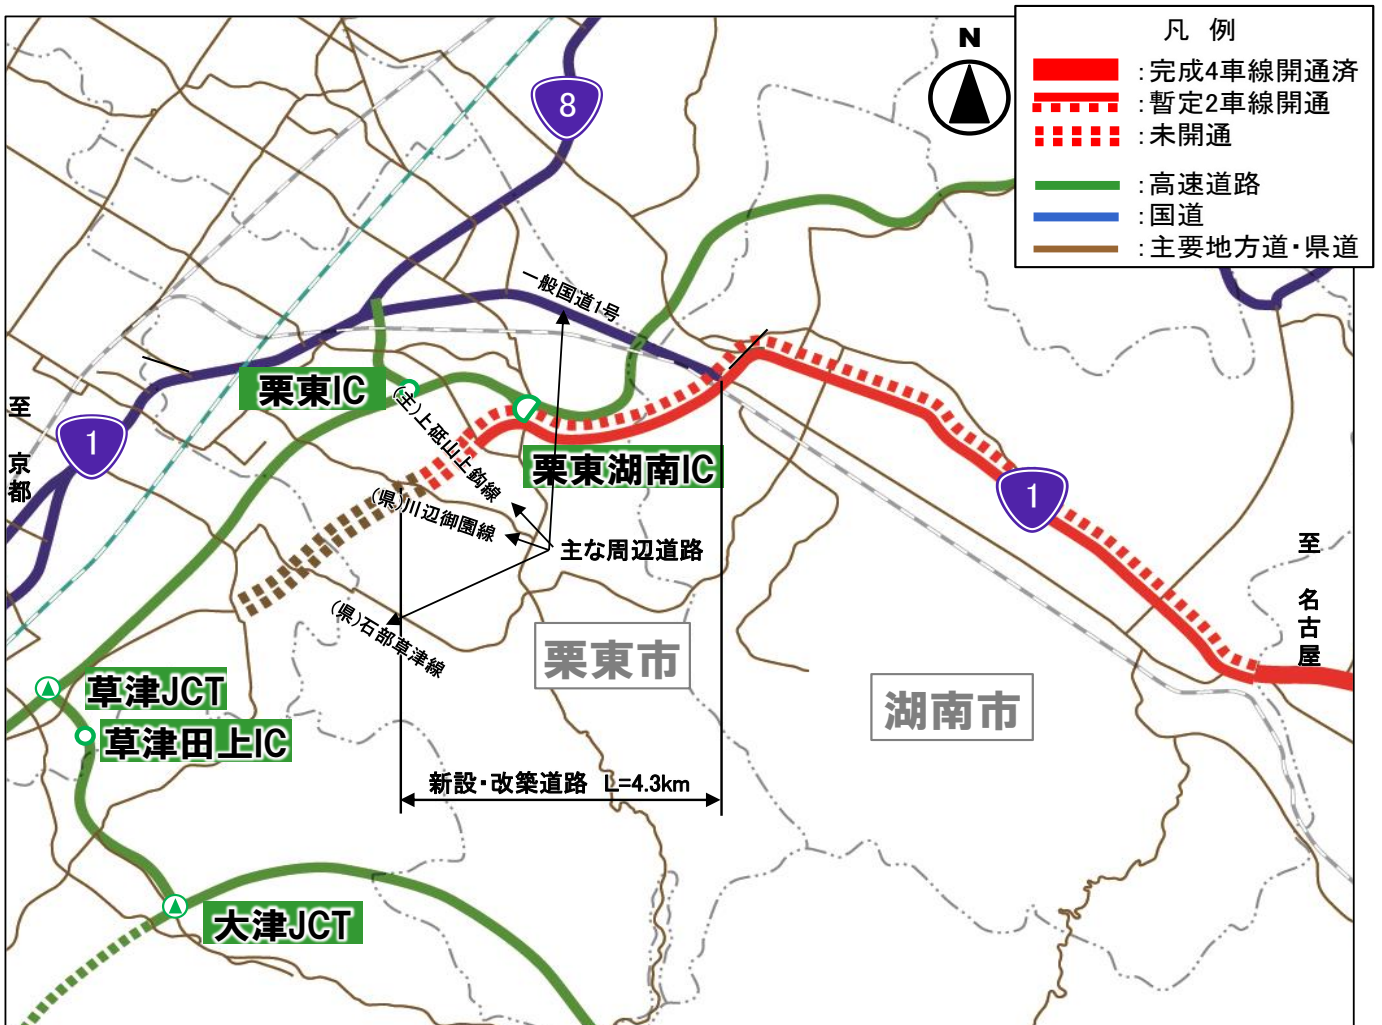 凡 例
：完成4車線開通済
：暫定2車線開通
：未開通
：高速道路
：国道
：主要地方道・県道
N
8
一般国道1号
栗東IC
至 京都
1
(主)上砥山上鈎線
栗東湖南IC
(県)川辺御園線
1
主な周辺道路
至 名古屋
(県)石部草津線
栗東市
草津JCT
湖南市
草津田上IC
新設・改築道路 L=4.3km
大津JCT